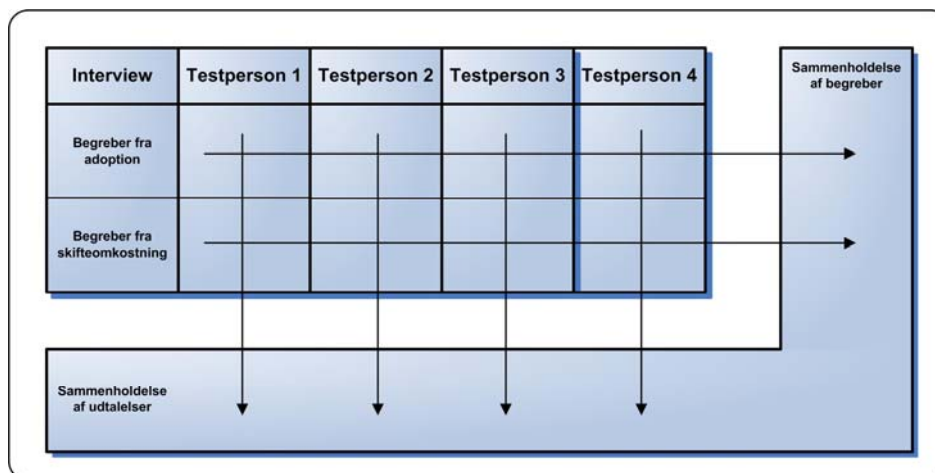 Interview
Testperson 1
Testperson 2
Testperson 3
Testperson 4
Sammenholdelse
af begreber
Begreber fra
adoption
Begreber fra
skifteomkostning
Sammenholdelse
af udtalelser